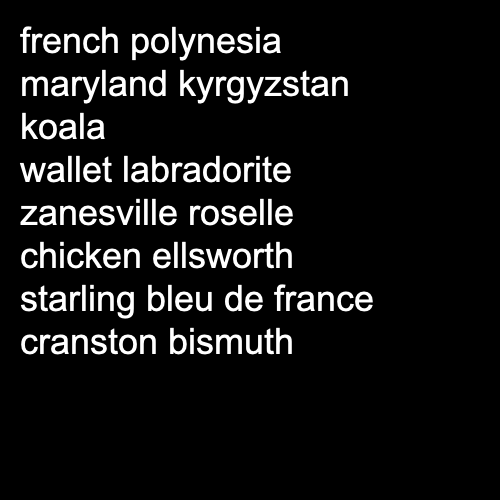 french polynesia
maryland kyrgyzstan
koala
wallet labradorite
zanesville roselle
chicken ellsworth
starling bleu de france
cranston bismuth